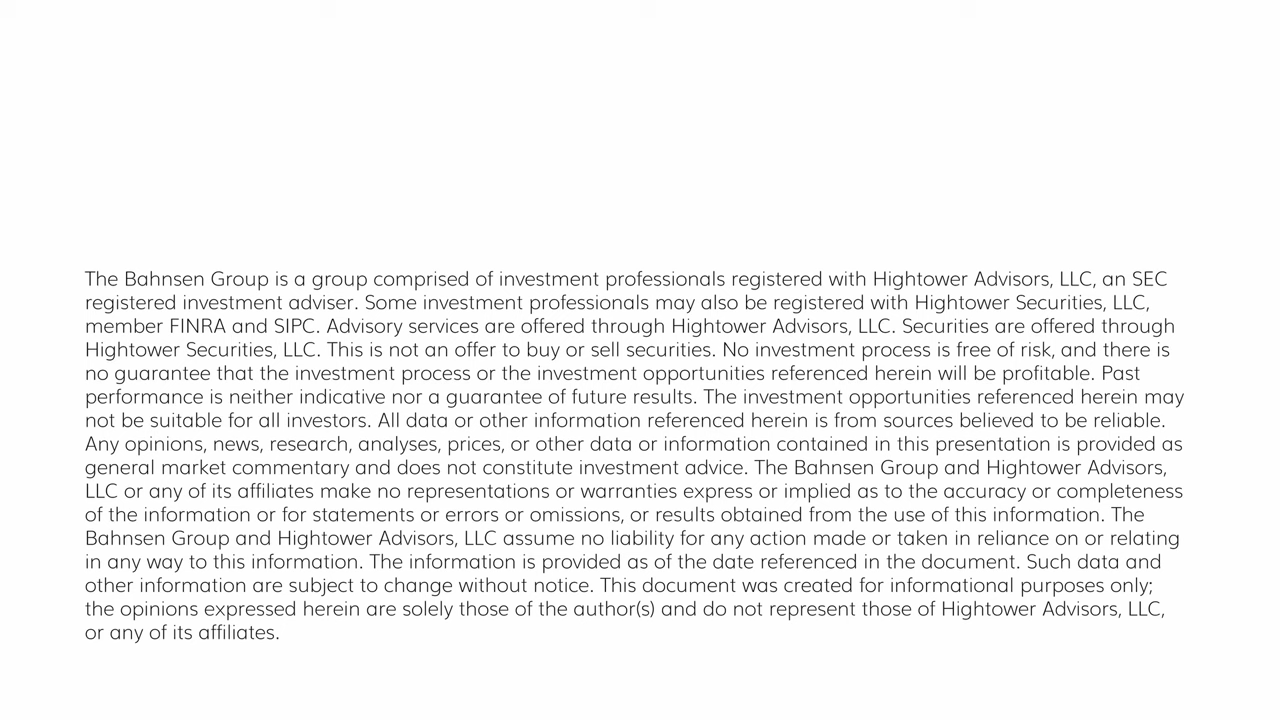 The Bahnsen Group is a group comprised of investment professionals registered with Hightower Advisors, LLC, an SEC
registered investment adviser. Some investment professionals may also be registered with Hightower Securities, LLC,
member FINRA and SIPC. Advisory services are offered through Hightower Advisors, LLC. Securities are offered through
Hightower Securities, LLC. This is not an offer to buy or sell securities. No investment process is free of risk, and there is
no guarantee that the investment process or the investment opportunities referenced herein will be profitable. Past
performance is neither indicative nor a guarantee of future results. The investment opportunities referenced herein may
not be suitable for all investors. All data or other information referenced herein is from sources believed to be reliable.
Any opinions, news, research, analyses, prices, or other data or information contained in this presentation is provided as
general market commentary and does not constitute investment advice. The Bahnsen Group and Hightower Advisors,
LLC or any of its affiliates make no representations or warranties express or implied as to the accuracy or completeness
of the information or for statements or errors or omissions, or results obtained from the use of this information. The
Bahnsen Group and Hightower Advisors, LLC assume no liability for any action made or taken in reliance on or relating
in any way to this information. The information is provided as of the date referenced in the document. Such data and
other information are subject to change without notice. This document was created for informational purposes only;
the opinions expressed herein are solely those of the author(s) and do not represent those of Hightower Advisors, LLC,
or any of its affiliates.